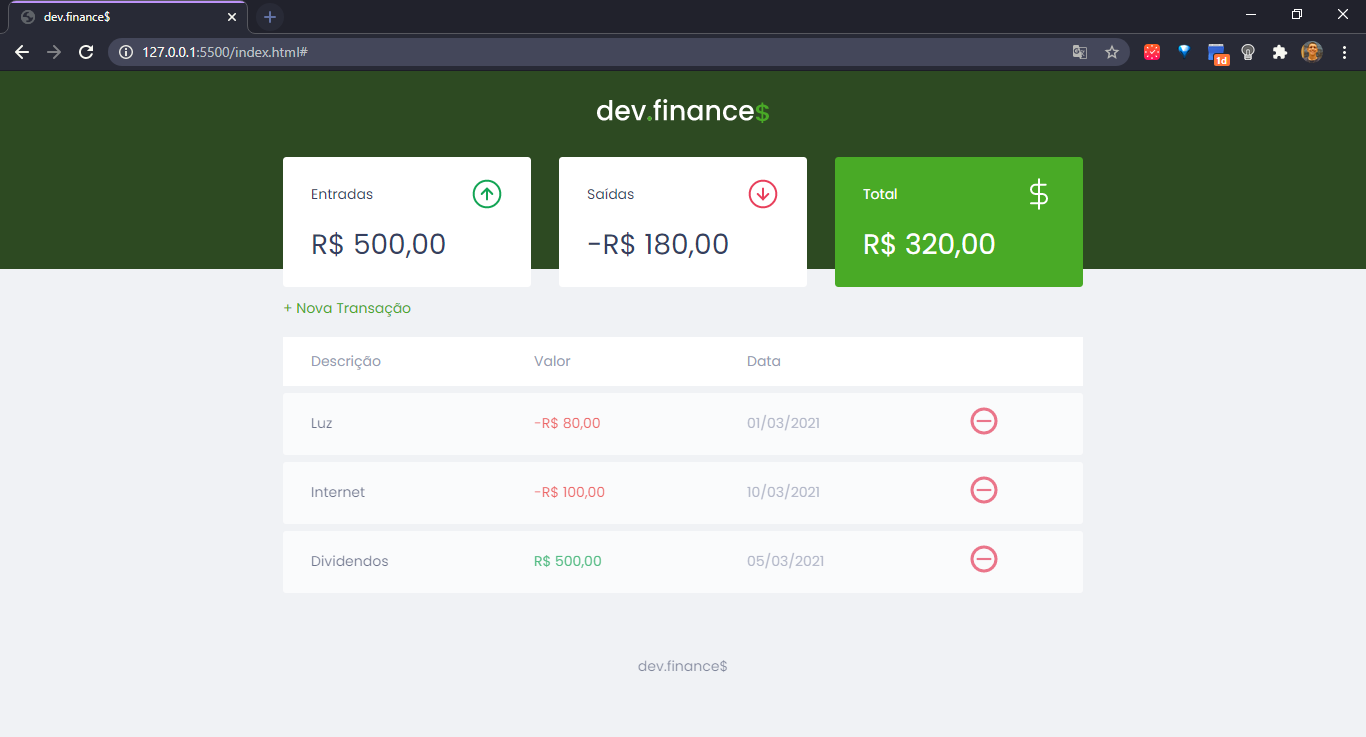 dev.finance$
127.0.0.1:5500/index.html#
1d
dev.finance$
Entradas
R$ 500,00
Saídas
-R$ 180,00
Total
$
R$ 320,00
+ Nova Transação
Descrição Valor Data
Luz -R$ 80,00 01/03/2021
Internet -R$ 100,00 10/03/2021
Dividendos R$ 500,00 05/03/2021
dev.finance$